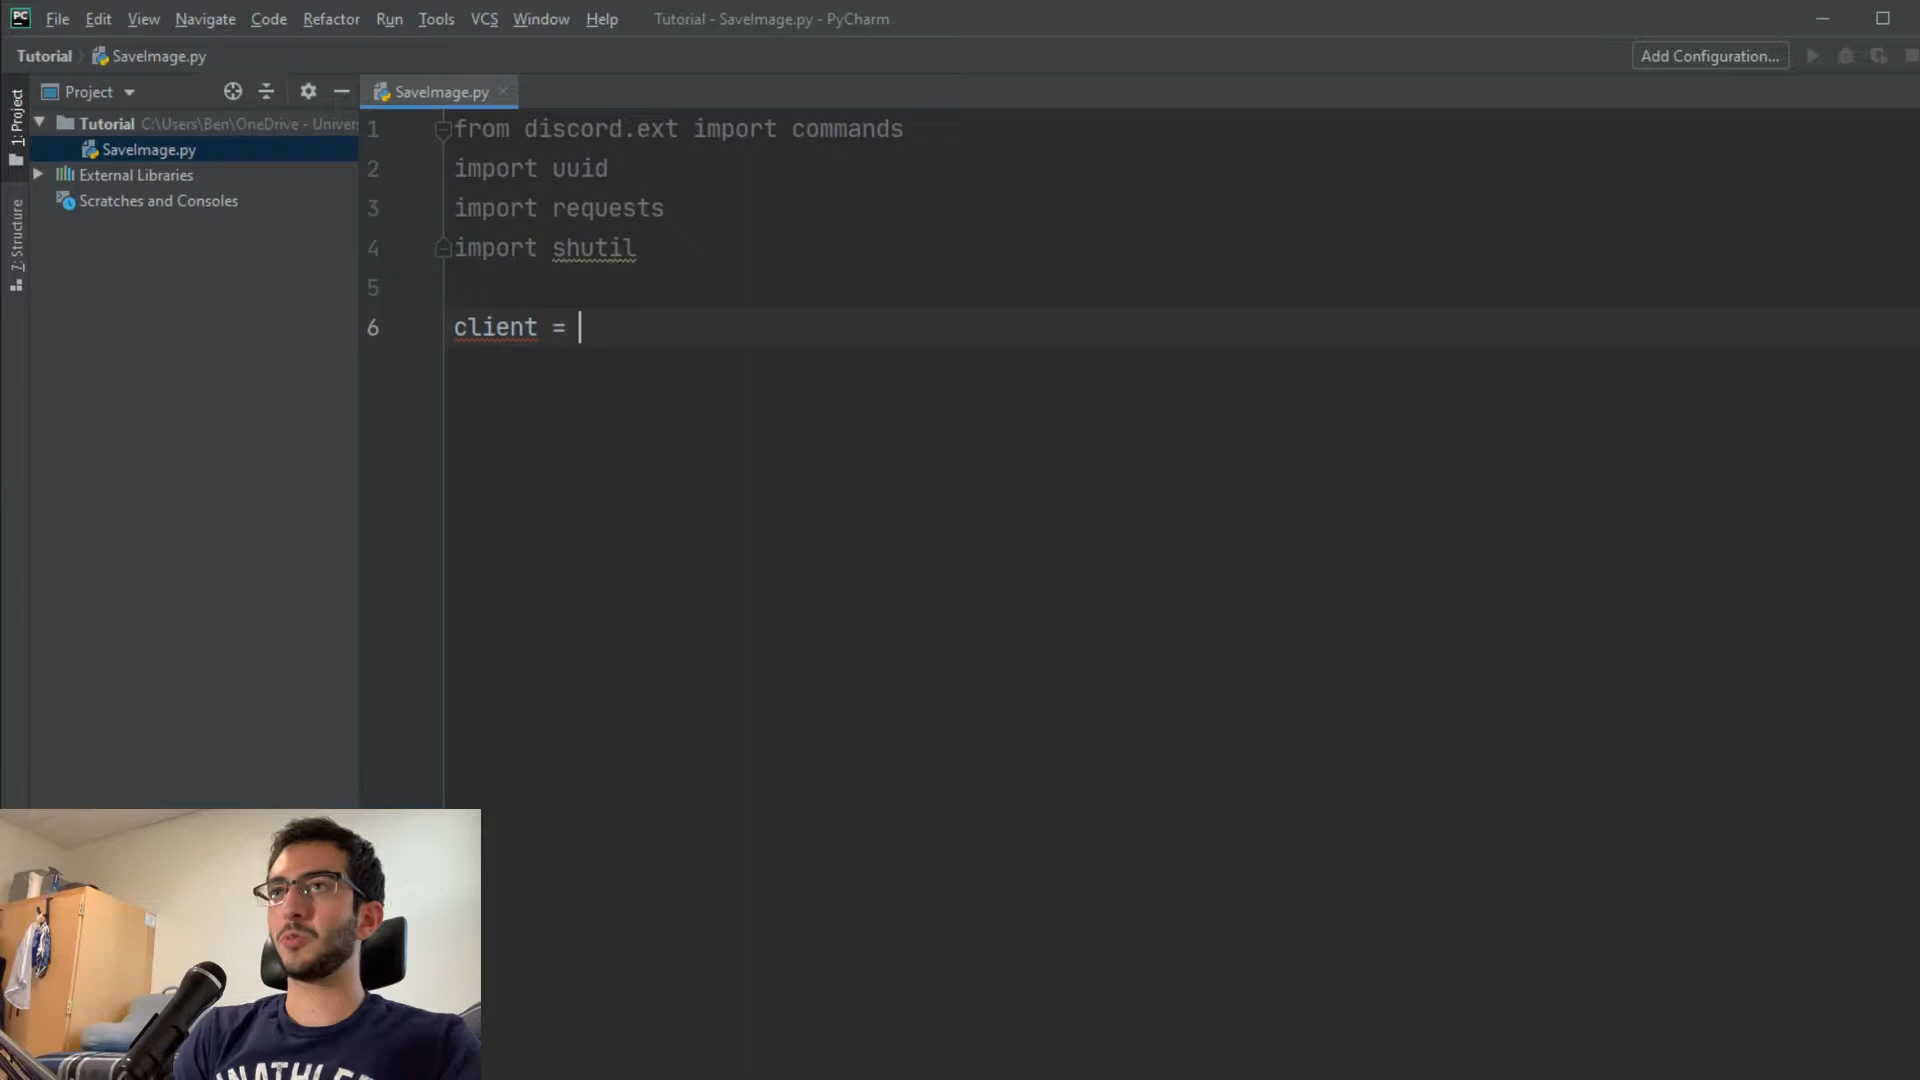 PC File Edit View Navigate Code Refactor Run Tools VCS Window Help Tutorial - SaveImage.py - PyCharm
Tutorial SaveImage.py Add Configuration...
1: Project
7: Structure
Project
Tutorial C:\Users\Ben\OneDrive - Univer
SaveImage.py
External Libraries
Scratches and Consoles
SaveImage.py
1 from discord.ext import commands
2 import uuid
3 import requests
4 import shutil
5
6 client =